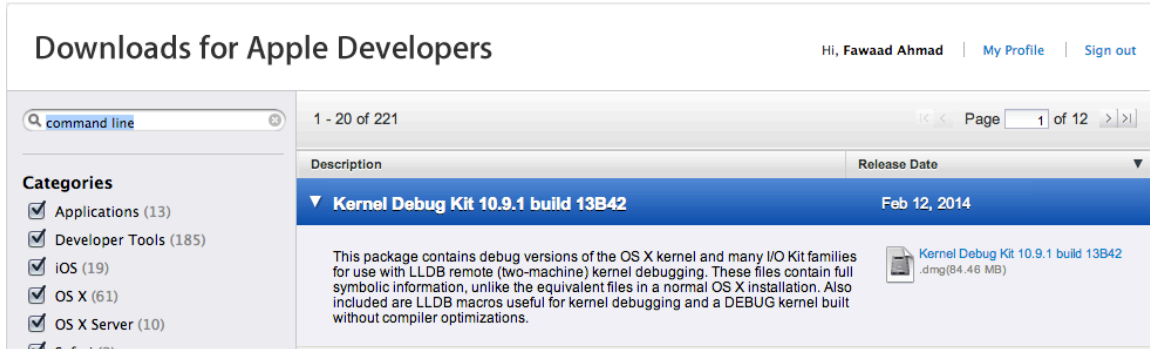 Downloads for Apple Developers
Hi, Fawaad Ahmad
My Profile
Sign out
command line
1 - 20 of 221
Page 1 of 12
Description
Release Date
Categories
Applications (13)
Developer Tools (185)
iOS (19)
OS X (61)
OS X Server (10)
Kernel Debug Kit 10.9.1 build 13B42
Feb 12, 2014
This package contains debug versions of the OS X kernel and many I/O Kit families
for use with LLDB remote (two-machine) kernel debugging. These files contain full
symbolic information, unlike the equivalent files in a normal OS X installation. Also
included are LLDB macros useful for kernel debugging and a DEBUG kernel built
without compiler optimizations.
Kernel Debug Kit 10.9.1 build 13B42
.dmg(84.46 MB)